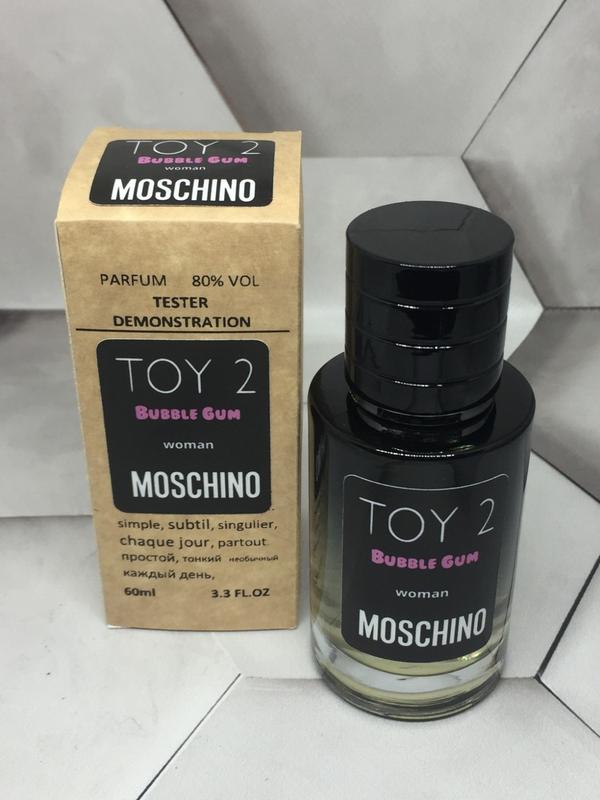 TOY 2
BUBBLE GUM
woman
MOSCHINO
PARFUM 80% VOL
TESTER
DEMONSTRATION
TOY 2
BUBBLE GUM
woman
MOSCHINO
simple, subtil, singulier,
chaque jour, partout
простой, тонкий необычный
каждый день,
60ml 3.3 FL.OZ
TOY 2
BUBBLE GUM
woman
MOSCHINO